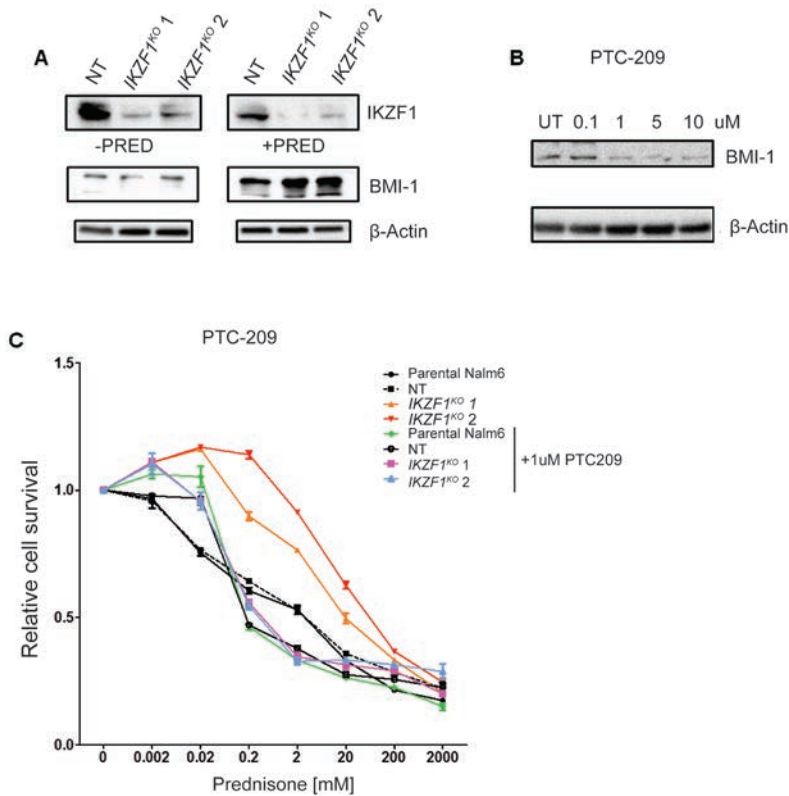 A
NT
IKZF1KO 1
IKZF1KO 2
NT
IKZF1KO 1
IKZF1KO 2
IKZF1
-PRED
+PRED
BMI-1
β-Actin
B
PTC-209
UT 0.1 1 5 10 uM
BMI-1
β-Actin
C
PTC-209
Parental Nalm6
NT
IKZF1KO 1
IKZF1KO 2
Parental Nalm6
NT
IKZF1KO 1
IKZF1KO 2
+1uM PTC209
1.5
1.0
0.5
0.0
Relative cell survival
0 0.002 0.02 0.2 2 20 200 2000
Prednisone [mM]